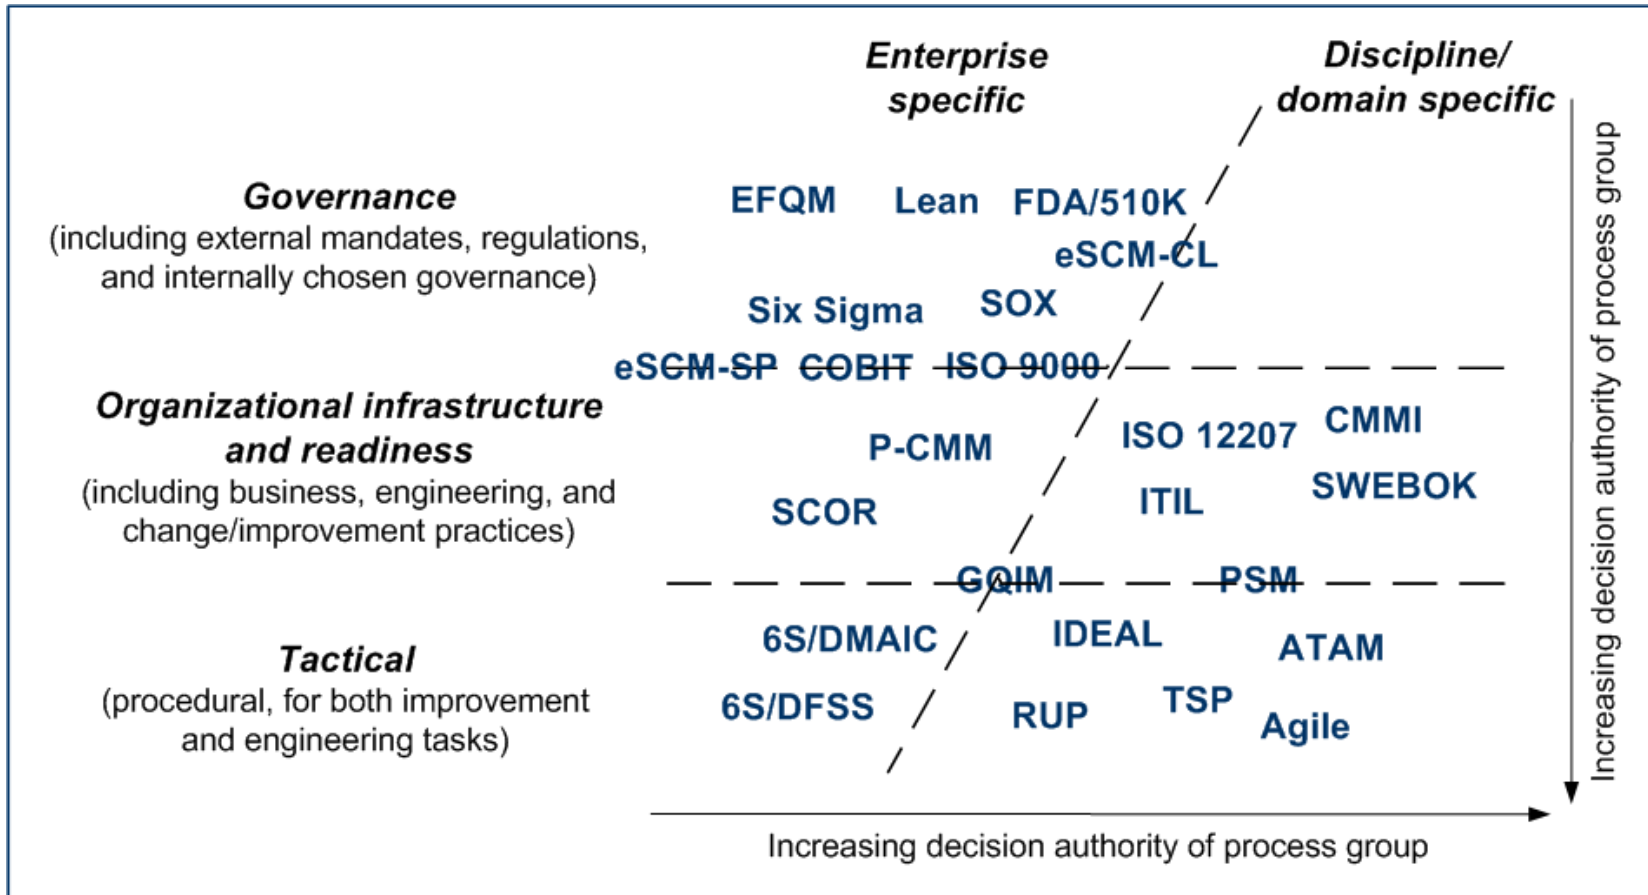 Enterprise
specific
Discipline/
domain specific
Governance
(including external mandates, regulations,
and internally chosen governance)
EFQM Lean FDA/510K
eSCM-CL
Six Sigma SOX
eSCM-SP COBIT ISO 9000
Organizational infrastructure
and readiness
(including business, engineering, and
change/improvement practices)
P-CMM ISO 12207 CMMI
SCOR ITIL SWEBOK
GQIM PSM
Tactical
(procedural, for both improvement
and engineering tasks)
6S/DMAIC IDEAL ATAM
6S/DFSS RUP TSP Agile
Increasing decision authority of process group
Increasing decision authority of process group